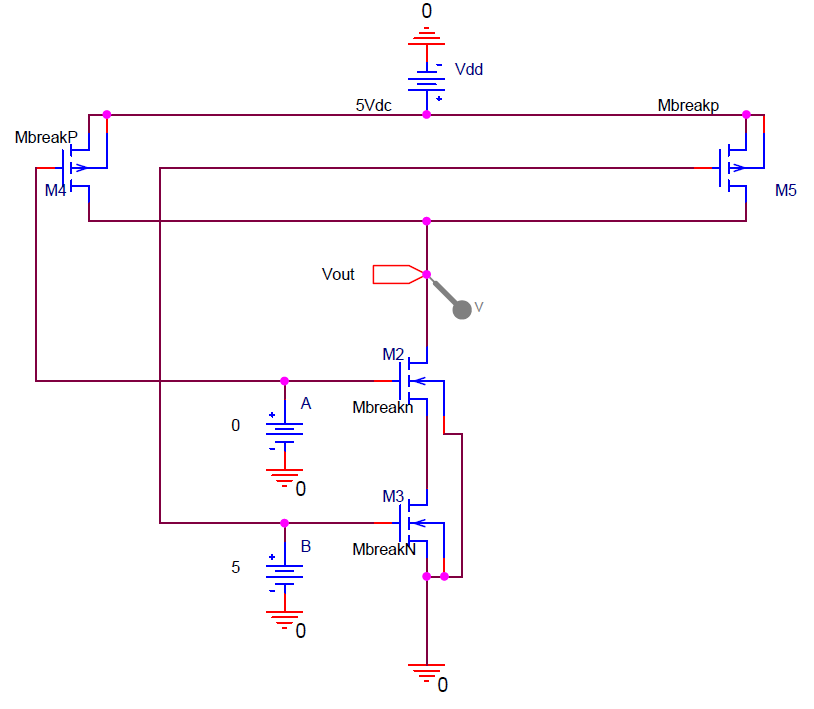 0
Vdd
5Vdc
Mbreakp
MbreakP
M4
M5
Vout
V
M2
Mbreakn
A
0
0
M3
MbreakN
B
5
0
0